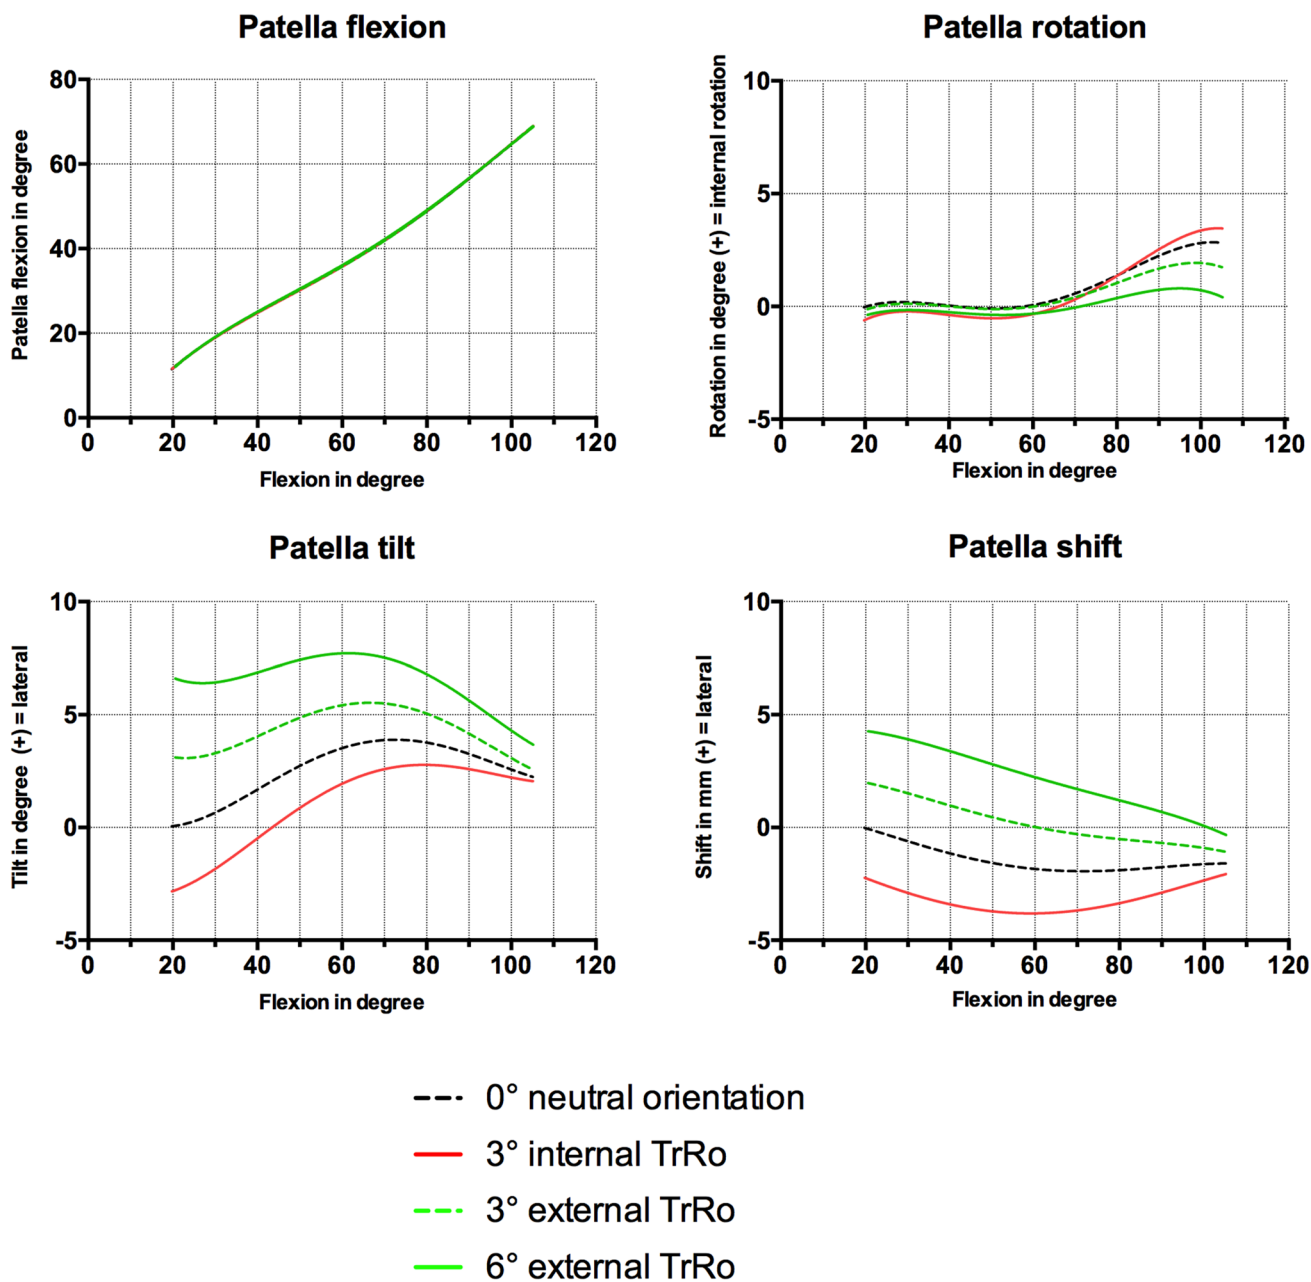 Patella flexion
Patella flexion in degree
80
60
40
20
0
0 20 40 60 80 100 120
Flexion in degree
Patella rotation
Rotation in degree (+) = internal rotation
10
5
0
-5
0 20 40 60 80 100 120
Flexion in degree
Patella tilt
Tilt in degree (+) = lateral
10
5
0
-5
0 20 40 60 80 100 120
Flexion in degree
Patella shift
Shift in mm (+) = lateral
10
5
0
-5
0 20 40 60 80 100 120
Flexion in degree
0° neutral orientation
3° internal TrRo
3° external TrRo
6° external TrRo